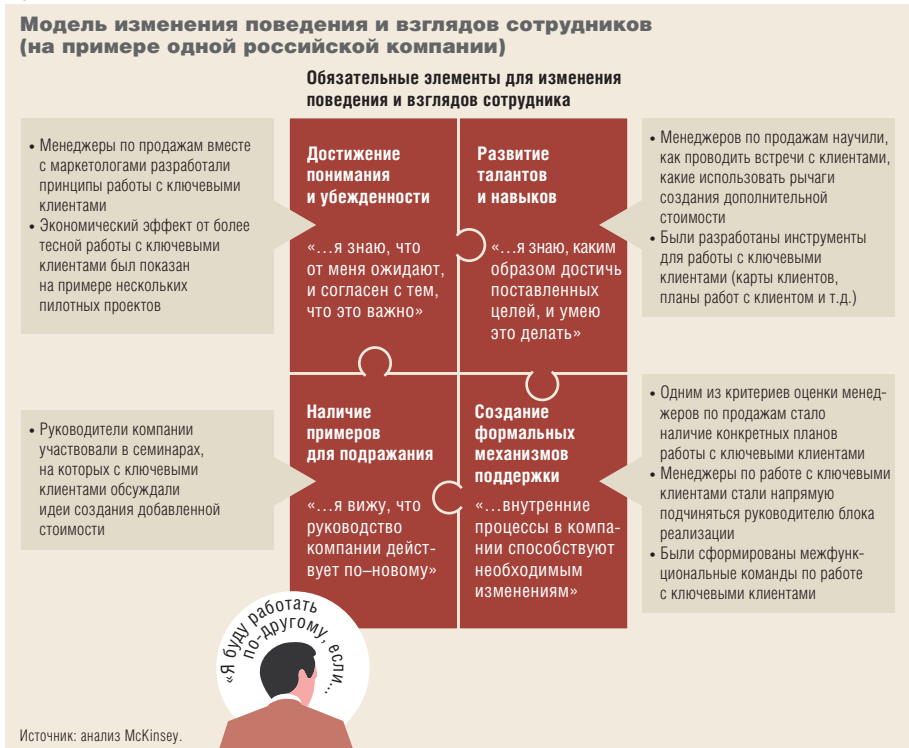 Модель изменения поведения и взглядов сотрудников
(на примере одной российской компании)
Обязательные элементы для изменения
поведения и взглядов сотрудника
• Менеджеры по продажам вместе
с маркетологами разработали
принципы работы с ключевыми
клиентами
• Экономический эффект от более
тесной работы с ключевыми
клиентами был показан
на примере нескольких
пилотных проектов
Достижение
понимания
и убежденности
«…я знаю, что
от меня ожидают,
и согласен с тем,
что это важно»
Развитие
талантов
и навыков
«…я знаю, каким
образом достичь
поставленных
целей, и умею
это делать»
• Менеджеров по продажам научили,
как проводить встречи с клиентами,
какие использовать рычаги
создания дополнительной
стоимости
• Были разработаны инструменты
для работы с ключевыми
клиентами (карты клиентов,
планы работ с клиентом и т.д.)
• Руководители компании
участвовали в семинарах,
на которых с ключевыми
клиентами обсуждали
идеи создания добавленной
стоимости
Наличие
примеров
для подражания
«…я вижу, что
руководство
компании дейст-
вует по–новому»
Создание
формальных
механизмов
поддержки
«…внутренние
процессы в компа-
нии способствуют
необходимым
изменениям»
• Одним из критериев оценки менед-
жеров по продажам стало
наличие конкретных планов
работы с ключевыми клиентами
• Менеджеры по работе с ключевыми
клиентами стали напрямую
подчиняться руководителю блока
реализации
• Были сформированы межфунк-
циональные команды по работе
с ключевыми клиентами
«Я буду работать
по-другому, если...
Источник: анализ McKinsey.